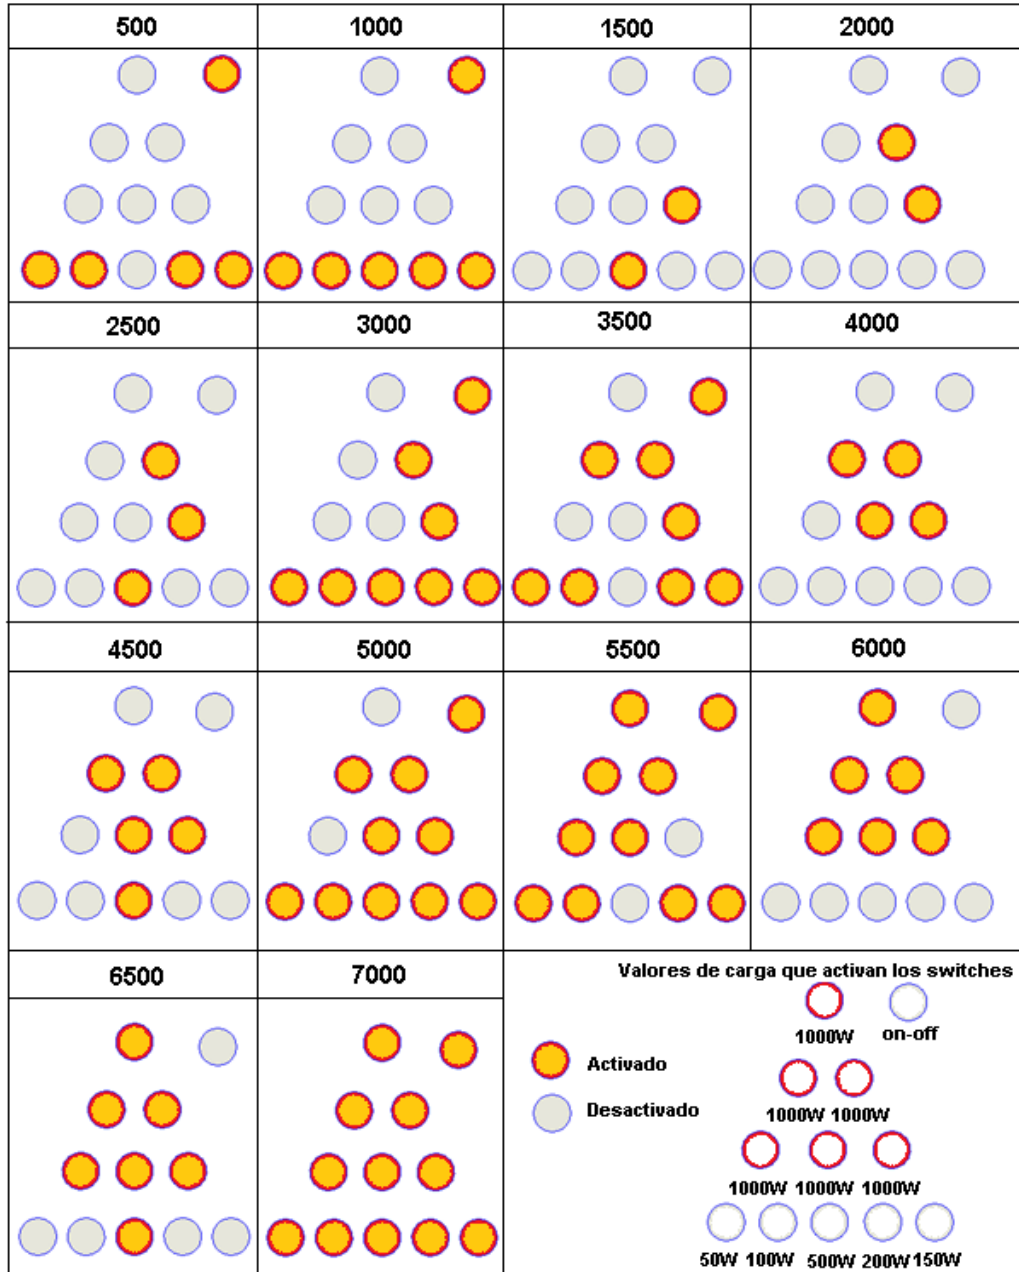 500 1000 1500 2000
2500 3000 3500 4000
4500 5000 5500 6000
6500 7000
Valores de carga que activan los switches
1000W on-off
Activado
1000W 1000W
Desactivado
1000W 1000W 1000W
50W 100W 500W 200W 150W